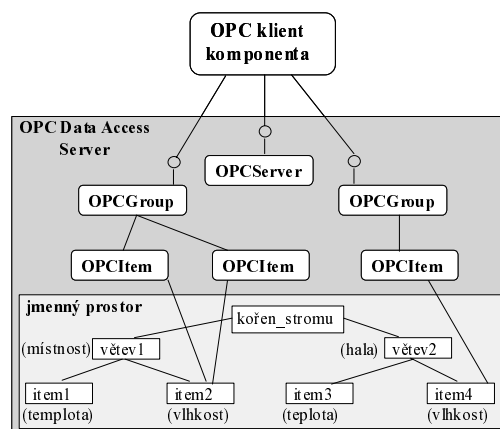 OPC klient
komponenta
OPC Data Access
Server
OPCServer
OPCGroup
OPCGroup
OPCItem
OPCItem
OPCItem
jmenný prostor
kořen_stromu
(místnost)
větev1
(hala)
větev2
item1
item2
item3
item4
(templota)
(vlhkost)
(teplota)
(vlhkost)